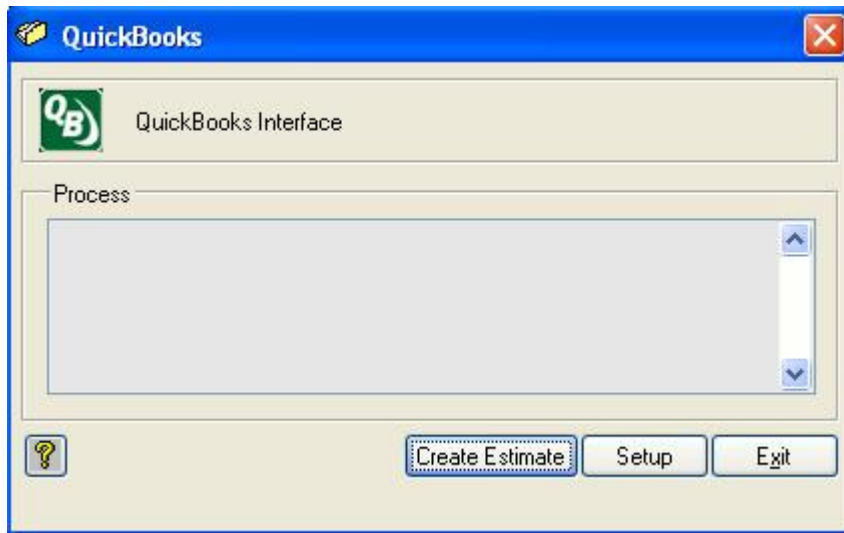 QuickBooks
QB
QuickBooks Interface
Process
?
Create Estimate Setup Exit